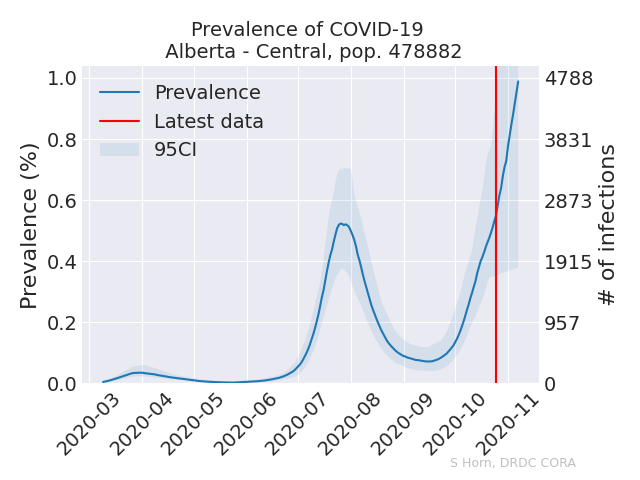 Prevalence of COVID-19
Alberta - Central, pop. 478882
Prevalence (%)
1.0
0.8
0.6
0.4
0.2
0.0
Prevalence
Latest data
95CI
4788
3831
2873
1915
957
0
# of infections
2020-03
2020-04
2020-05
2020-06
2020-07
2020-08
2020-09
2020-10
2020-11
S Horn, DRDC CORA